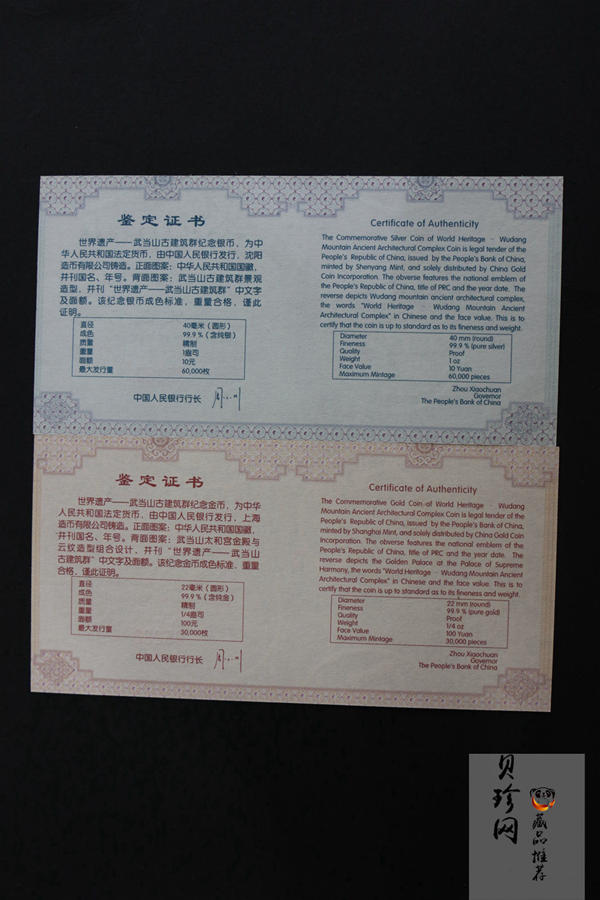 鉴定证书
世界遗产——武当山古建筑群纪念银币，为中
华人民共和国法定货币，由中国人民银行发行，沈阳
造币有限公司铸造。正面图案：中华人民共和国国徽，
并刊国名、年号。背面图案：武当山古建筑群景观
造型，并刊“世界遗产——武当山古建筑群”中文字
及面额。该纪念银币成色标准，重量合格，谨此
证明。
直径 40毫米（圆形）
成色 99.9％（含纯银）
质量 精制
重量 1盎司
面额 10元
最大发行量 60,000枚
中国人民银行行长
Certificate of Authenticity
The Commemorative Silver Coin of World Heritage - Wudang
Mountain Ancient Architectural Complex Coin is legal tender of the
People's Republic of China, issued by the People's Bank of China,
minted by Shenyang Mint, and solely distributed by China Gold
Coin Incorporation. The obverse features the national emblem of
the People's Republic of China, title of PRC and the year date. The
reverse depicts Wudang mountain ancient architectural complex,
the words "World Heritage - Wudang Mountain Ancient
Architectural Complex" in Chinese and the face value. This is to
certify that the coin is up to standard as to its fineness and weight.
Diameter 40 mm (round)
Fineness 99.9 % (pure silver)
Quality Proof
Weight 1 oz
Face Value 10 Yuan
Maximum Mintage 60,000 pieces
Zhou Xiaochuan
Governor
The People's Bank of China
鉴定证书
世界遗产——武当山古建筑群纪念金币，为中华
人民共和国法定货币，由中国人民银行发行，上海
造币有限公司铸造。正面图案：中华人民共和国国徽，
并刊国名、年号。背面图案：武当山太和宫金殿与
云纹造型组合设计，并刊“世界遗产——武当山
古建筑群”中文字及面额。该纪念金币成色标准，重量
合格，谨此证明。
直径 22毫米（圆形）
成色 99.9％（含纯金）
质量 精制
重量 1/4盎司
面额 100元
最大发行量 30,000枚
中国人民银行行长
Certificate of Authenticity
The Commemorative Gold Coin of World Heritage - Wudang
Mountain Ancient Architectural Complex Coin is legal tender of the
People's Republic of China, issued by the People's Bank of China,
minted by Shanghai Mint, and solely distributed by China Gold Coin
Incorporation. The obverse features the national emblem of the
People's Republic of China, title of PRC and the year date. The
reverse depicts the Golden Palace at the Palace of Supreme
Harmony, the words "World Heritage - Wudang Mountain Ancient
Architectural Complex" in Chinese and the face value. This is to
certify that the coin is up to standard as to its fineness and weight.
Diameter 22 mm (round)
Fineness 99.9 % (pure gold)
Quality Proof
Weight 1/4 oz
Face Value 100 Yuan
Maximum Mintage 30,000 pieces
Zhou Xiaochuan
Governor
The People's Bank of China
贝珍网
藏品推荐